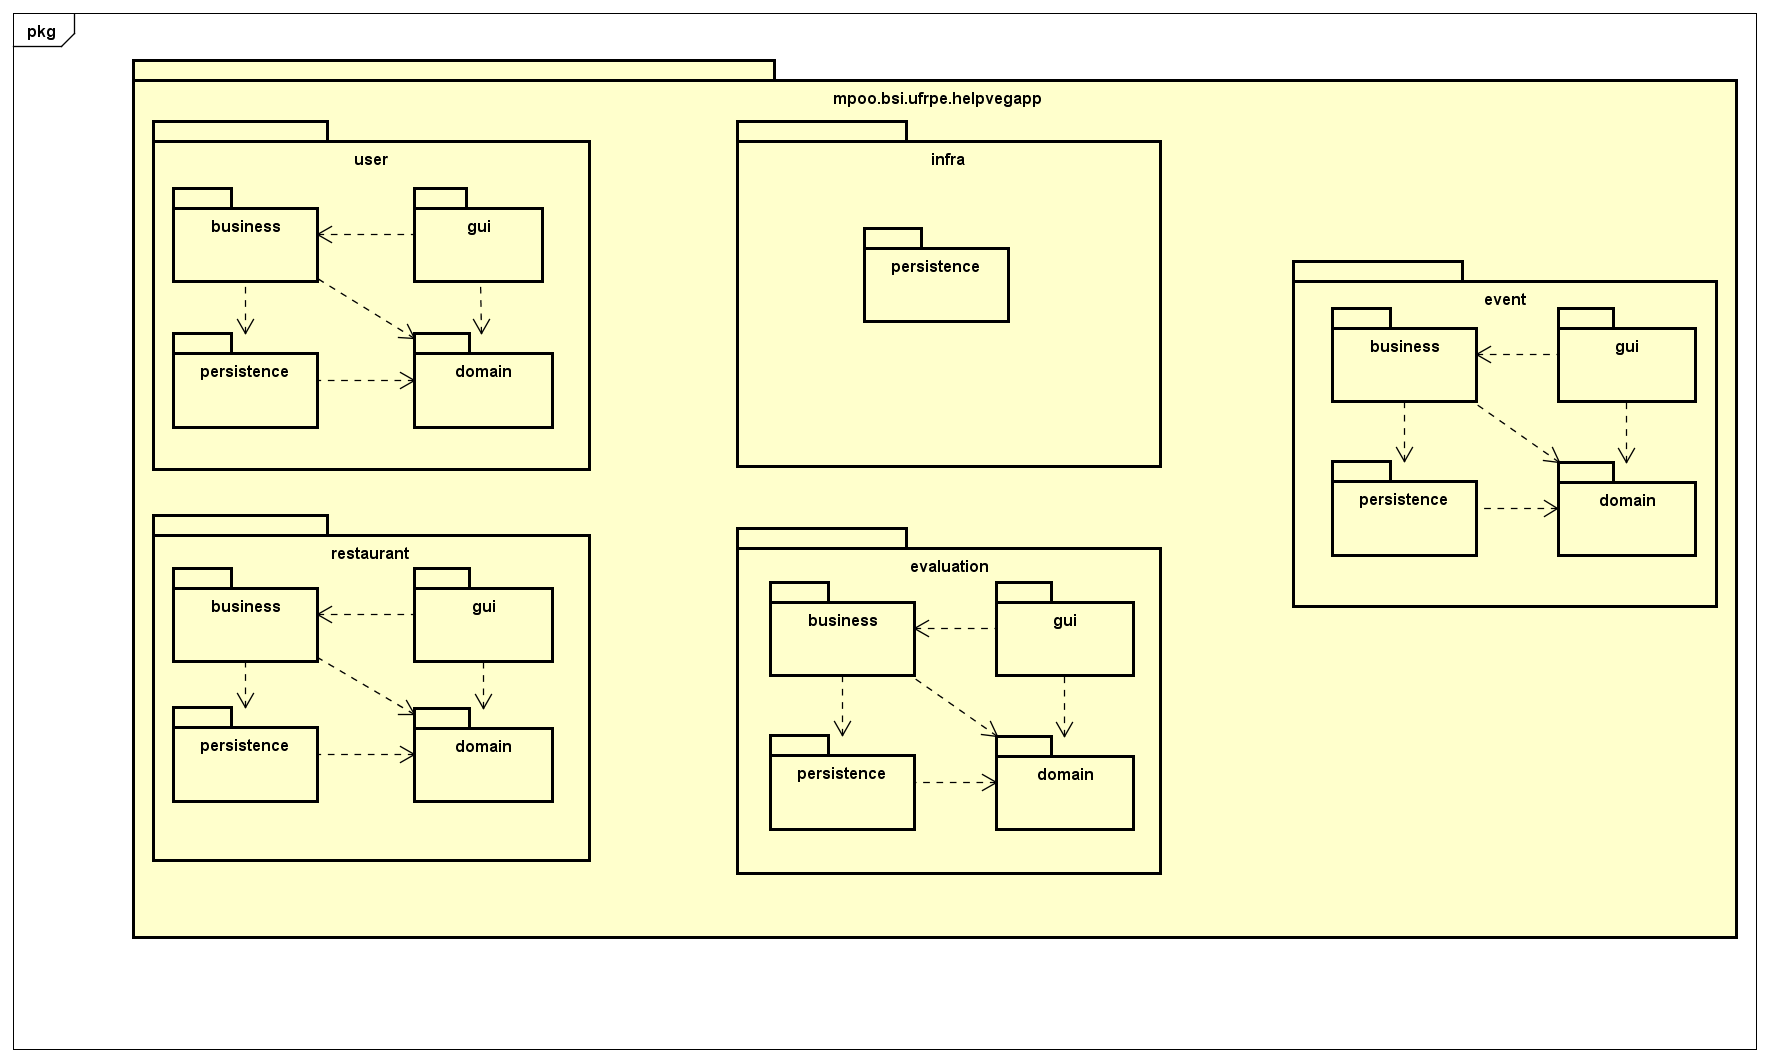 pkg
mpoo.bsi.ufrpe.helpvegapp
user
business
gui
persistence
domain
infra
persistence
event
business
gui
persistence
domain
restaurant
business
gui
persistence
domain
evaluation
business
gui
persistence
domain